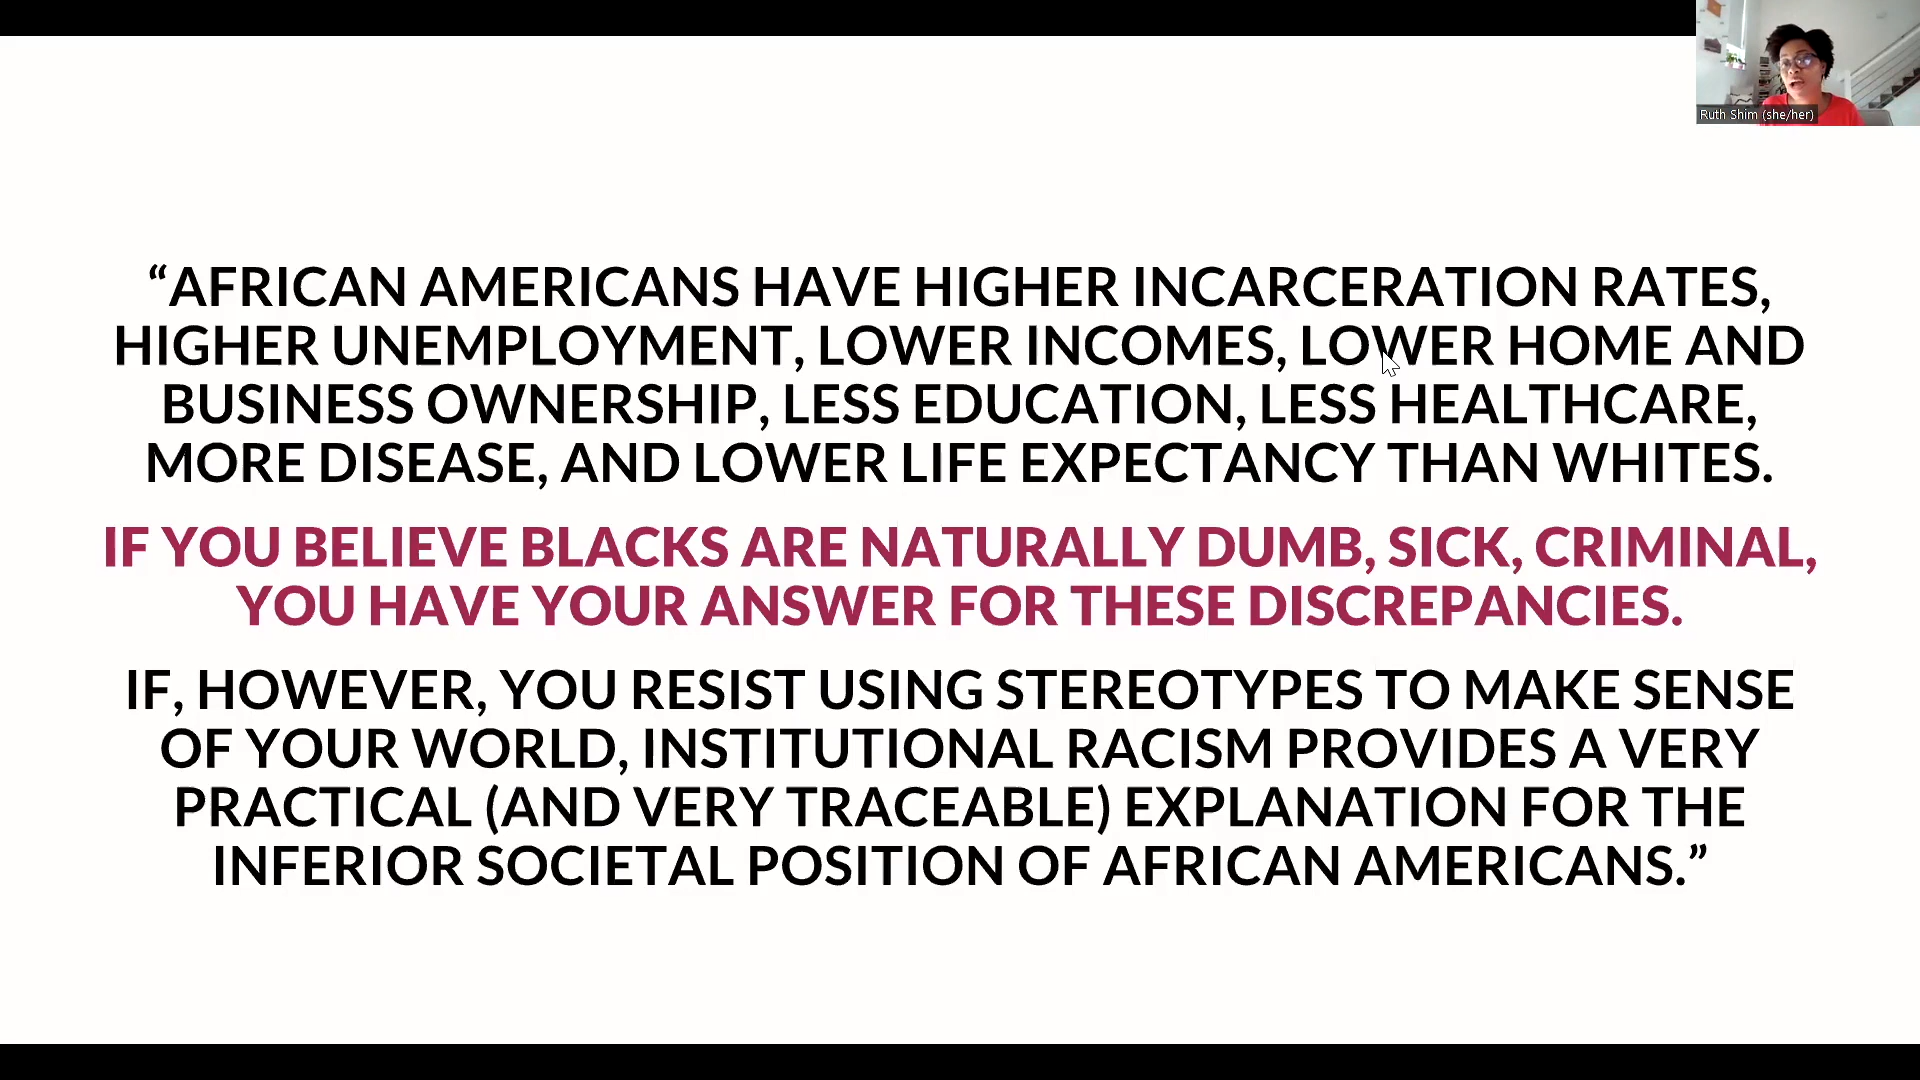 Ruth Shim (she/her)
“AFRICAN AMERICANS HAVE HIGHER INCARCERATION RATES,
HIGHER UNEMPLOYMENT, LOWER INCOMES, LOWER HOME AND
BUSINESS OWNERSHIP, LESS EDUCATION, LESS HEALTHCARE,
MORE DISEASE, AND LOWER LIFE EXPECTANCY THAN WHITES.
IF YOU BELIEVE BLACKS ARE NATURALLY DUMB, SICK, CRIMINAL,
YOU HAVE YOUR ANSWER FOR THESE DISCREPANCIES.
IF, HOWEVER, YOU RESIST USING STEREOTYPES TO MAKE SENSE
OF YOUR WORLD, INSTITUTIONAL RACISM PROVIDES A VERY
PRACTICAL (AND VERY TRACEABLE) EXPLANATION FOR THE
INFERIOR SOCIETAL POSITION OF AFRICAN AMERICANS.”